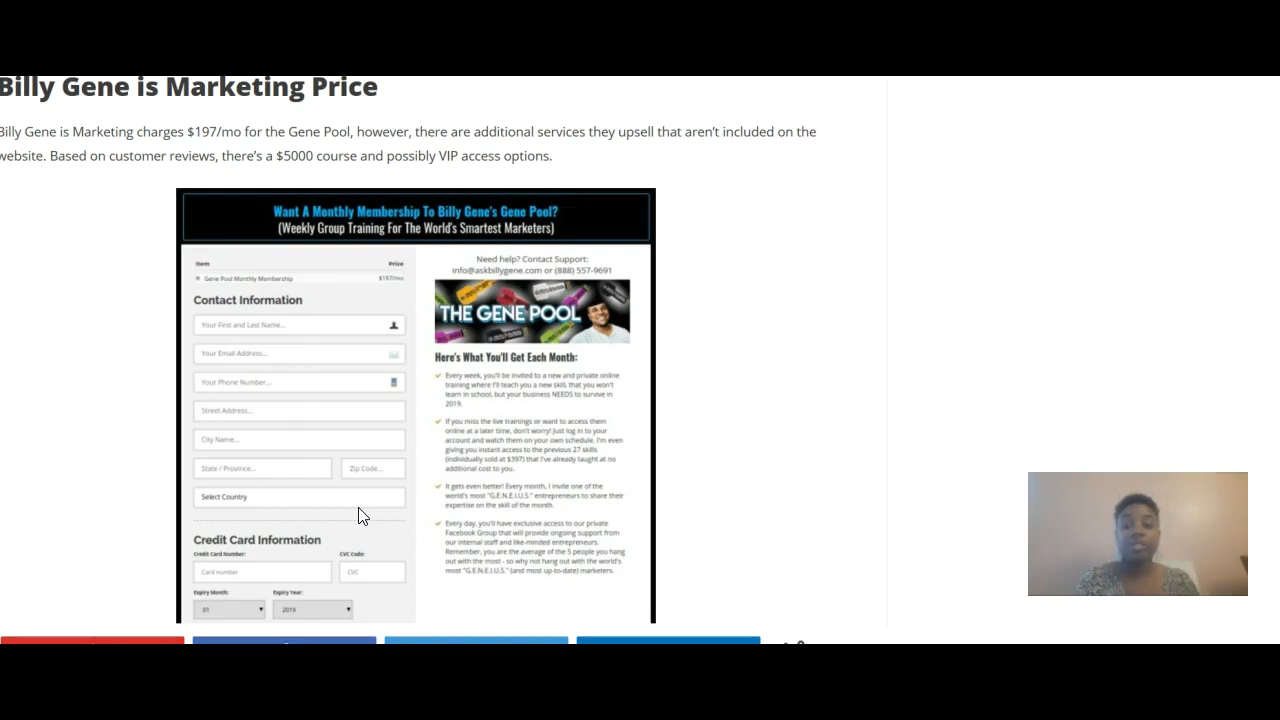 Billy Gene is Marketing Price
Billy Gene is Marketing charges $197/mo for the Gene Pool, however, there are additional services they upsell that aren't included on the
website. Based on customer reviews, there's a $5000 course and possibly VIP access options.
Want A Monthly Membership To Billy Gene's Gene Pool?
(Weekly Group Training For The World's Smartest Marketers)
Item Price
Gene Pool Monthly Membership $197/mo
Contact Information
Your First and Last Name...
Your Email Address...
Your Phone Number...
Street Address...
City Name...
State / Province... Zip Code...
Select Country
Credit Card Information
Credit Card Number: CVC Code:
Card number CVC
Expiry Month: Expiry Year:
01 2019
Need help? Contact Support:
info@askbillygene.com or (888) 557-9691
THE GENE POOL
Here's What You'll Get Each Month:
Every week, you'll be invited to a new and private online
training where I'll teach you a new skill, that you won't
learn in school, but your business NEEDS to survive in
2019.
If you miss the live trainings or want to access them
online at a later time, don't worry! Just log in to your
account and watch them on your own schedule. I'm even
giving you instant access to the previous 27 skills
(individually sold at $397) that I've already taught at no
additional cost to you.
It gets even better! Every month, I invite one of the
world's most "G.E.N.E.I.U.S." entrepreneurs to share their
expertise on the skill of the month.
Every day, you'll have exclusive access to our private
Facebook Group that will provide ongoing support from
our internal staff and like-minded entrepreneurs.
Remember, you are the average of the 5 people you hang
out with the most - so why not hang out with the world's
most "G.E.N.E.I.U.S." (and most up-to-date) marketers.